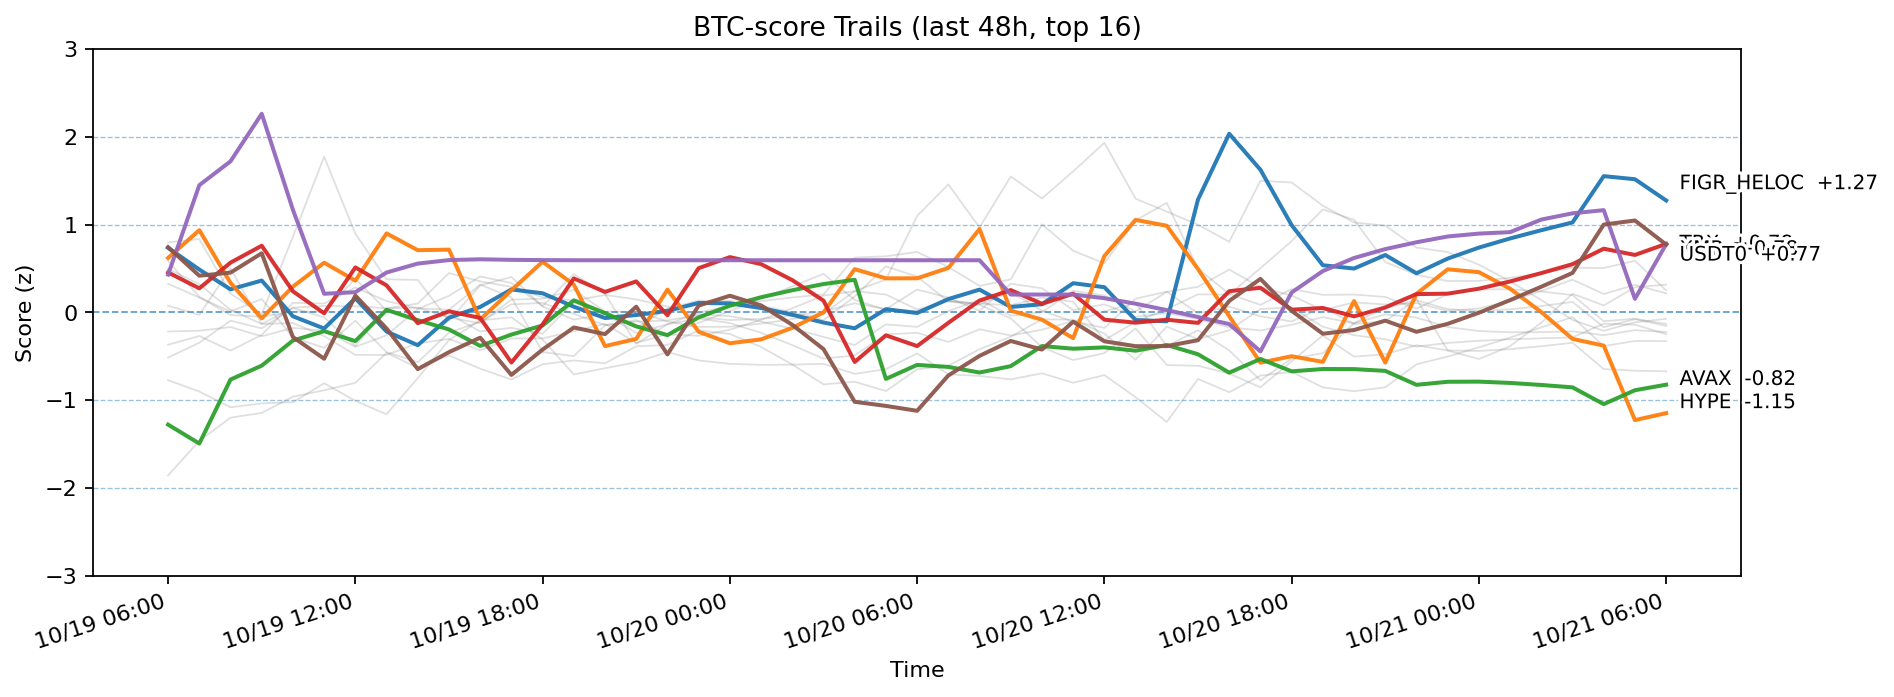 BTC-score Trails (last 48h, top 16)
3
2
1
0
−1
−2
−3
Score (z)
FIGR_HELOC +1.27
USDT0 +0.77
AVAX -0.82
HYPE -1.15
10/19 06:00
10/19 12:00
10/19 18:00
10/20 00:00
10/20 06:00
10/20 12:00
10/20 18:00
10/21 00:00
10/21 06:00
Time